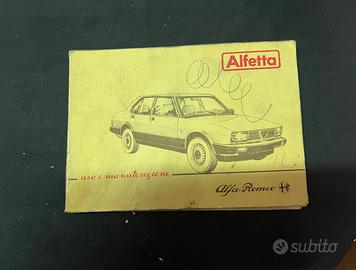 Alfetta
uso e manutenzione
Alfa Romeo
subito